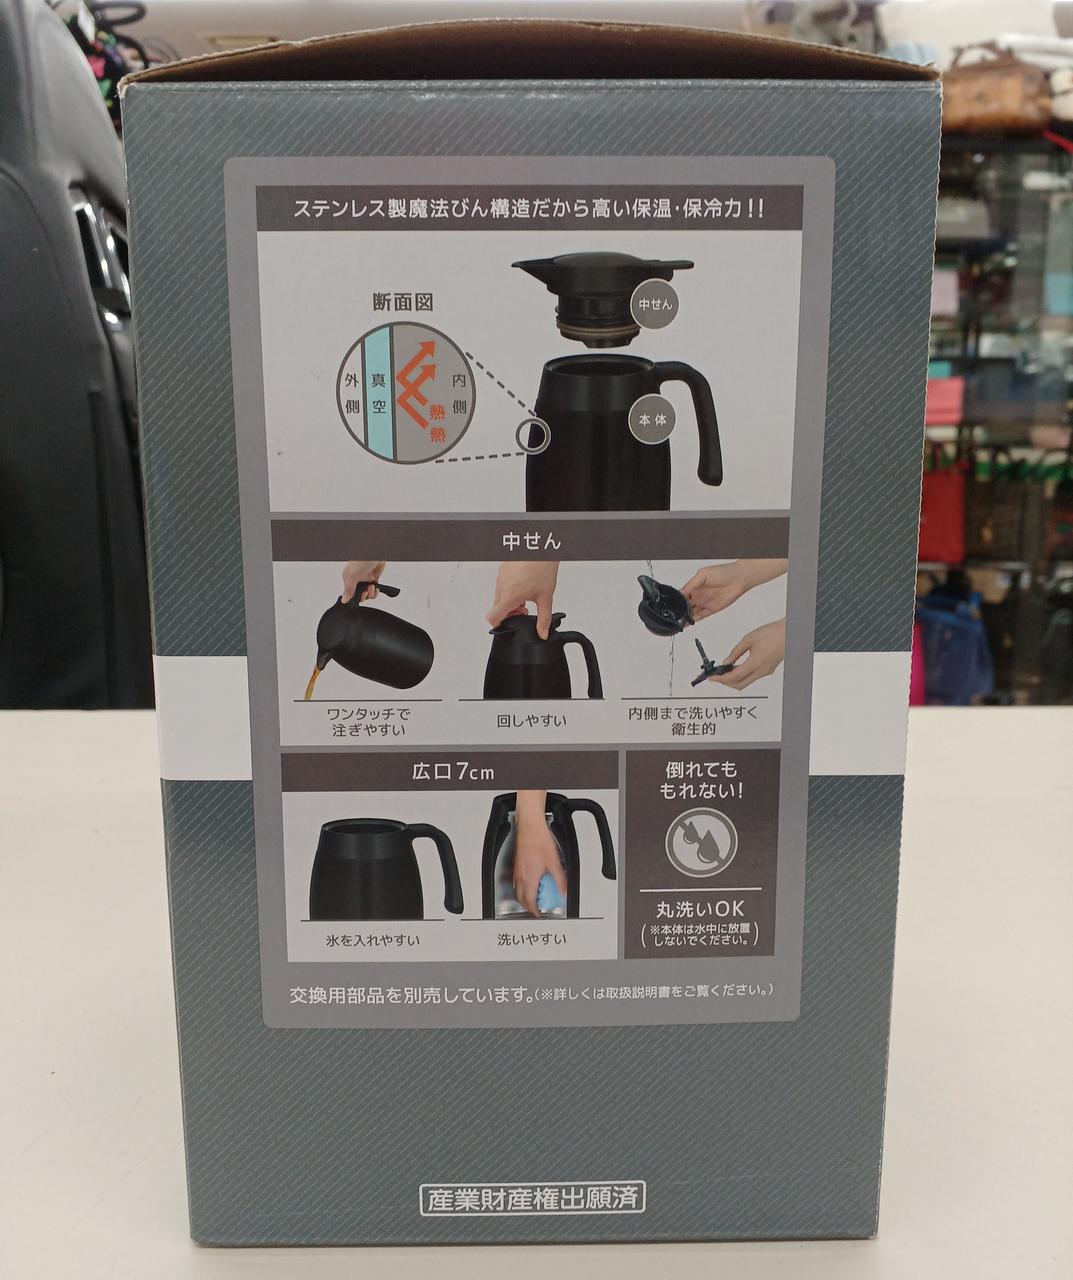 ステンレス製魔法びん構造だから高い保温・保冷力!!
断面図
外側
真空
熱
熱
内側
中せん
本体
中せん
ワンタッチで
注ぎやすい
回しやすい
内側まで洗いやすく
衛生的
広口7cm
氷を入れやすい
洗いやすい
倒れても
もれない!
丸洗いOK
(※本体は水中に放置
しないでください。)
交換用部品を別売しています。(※詳しくは取扱説明書をご覧ください。)
産業財産権出願済